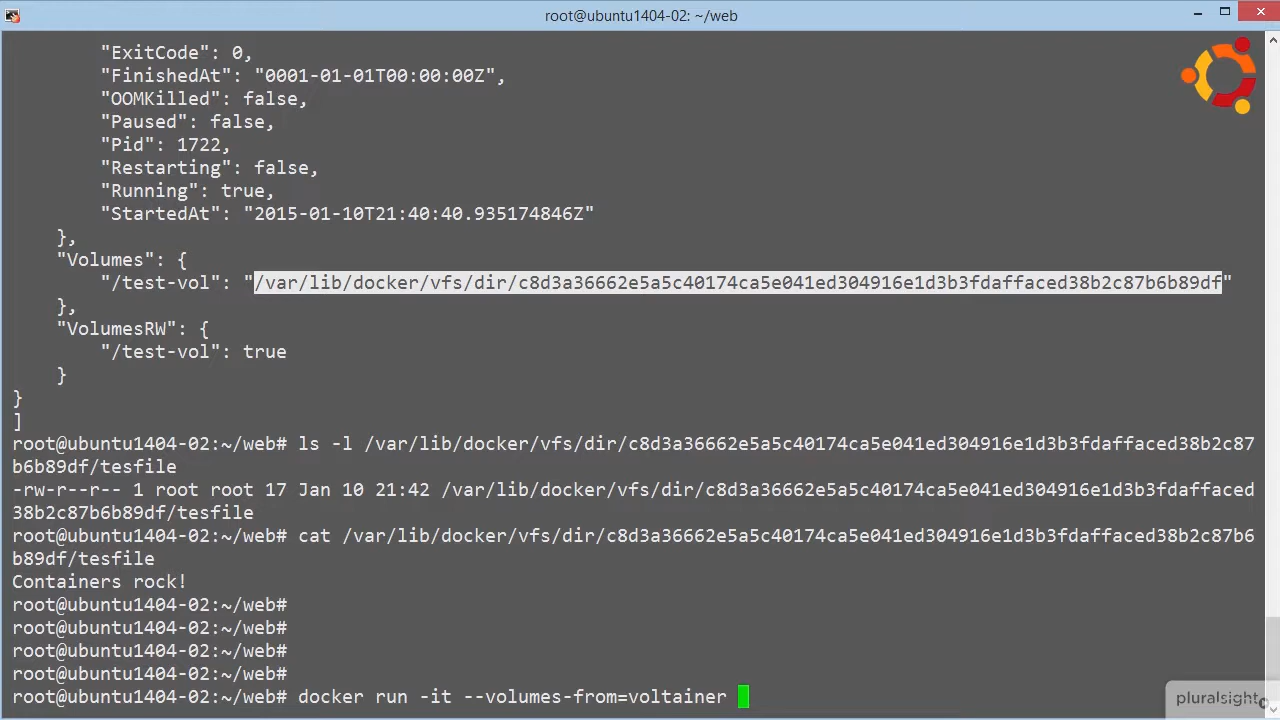 root@ubuntu1404-02: ~/web
"ExitCode": 0,
"FinishedAt": "0001-01-01T00:00:00Z",
"OOMKilled": false,
"Paused": false,
"Pid": 1722,
"Restarting": false,
"Running": true,
"StartedAt": "2015-01-10T21:40:40.935174846Z"
},
"Volumes": {
"/test-vol": "/var/lib/docker/vfs/dir/c8d3a36662e5a5c40174ca5e041ed304916e1d3b3fdaffaced38b2c87b6b89df"
},
"VolumesRW": {
"/test-vol": true
}
}
]
root@ubuntu1404-02:~/web# ls -l /var/lib/docker/vfs/dir/c8d3a36662e5a5c40174ca5e041ed304916e1d3b3fdaffaced38b2c87
b6b89df/tesfile
-rw-r--r-- 1 root root 17 Jan 10 21:42 /var/lib/docker/vfs/dir/c8d3a36662e5a5c40174ca5e041ed304916e1d3b3fdaffaced
38b2c87b6b89df/tesfile
root@ubuntu1404-02:~/web# cat /var/lib/docker/vfs/dir/c8d3a36662e5a5c40174ca5e041ed304916e1d3b3fdaffaced38b2c87b6
b89df/tesfile
Containers rock!
root@ubuntu1404-02:~/web#
root@ubuntu1404-02:~/web#
root@ubuntu1404-02:~/web#
root@ubuntu1404-02:~/web#
root@ubuntu1404-02:~/web# docker run -it --volumes-from=voltainer
pluralsight